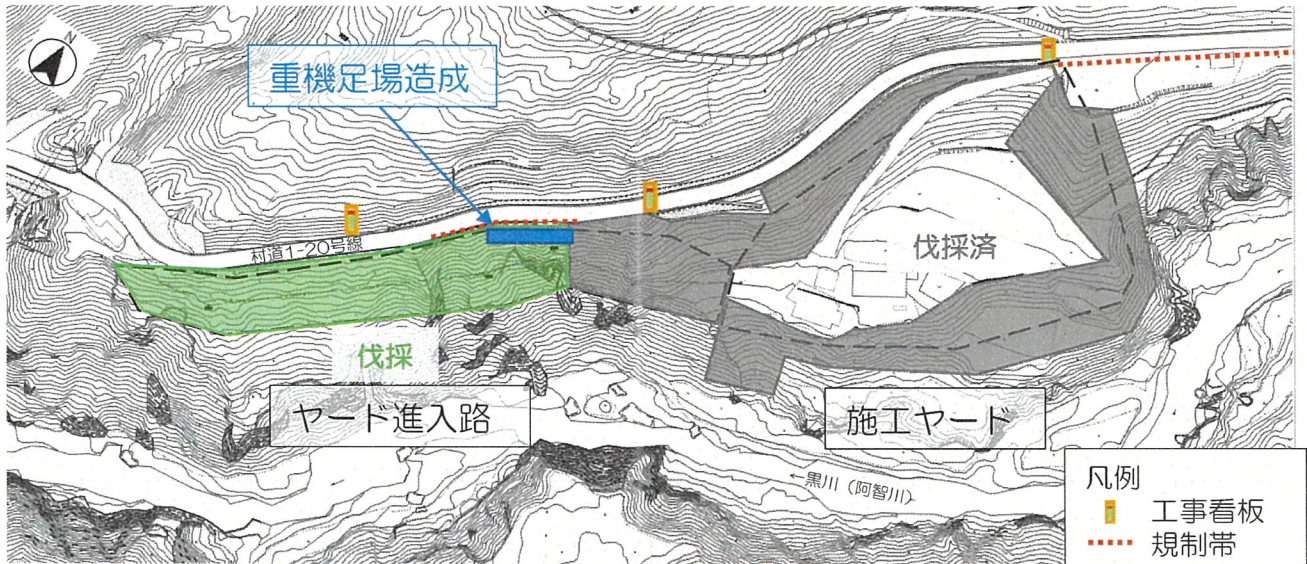 N
重機足場造成
村道1-20号線
伐採済
伐採
ヤード進入路
施工ヤード
←黒川(阿智川)
凡例
工事看板
規制帯